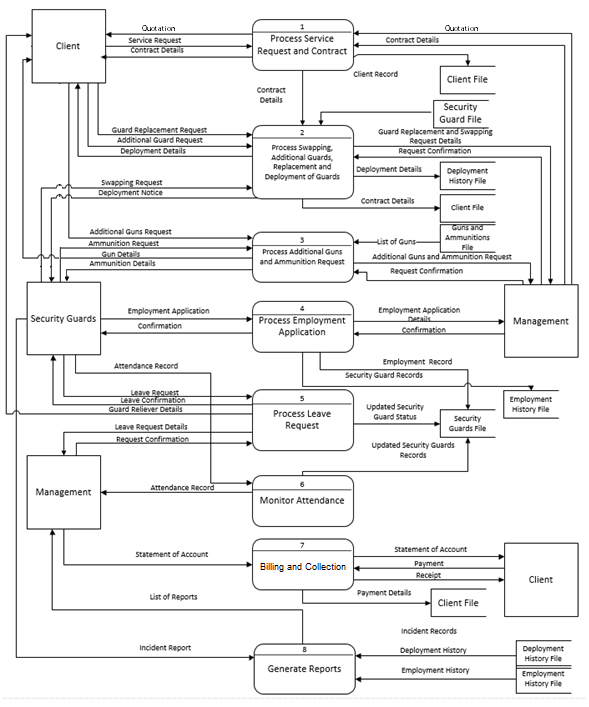 Quotation
1
Quotation
Client
Service Request
Process Service
Request and Contract
Contract Details
Contract Details
Client Record
Client File
Contract
Details
Security
Guard File
2
Guard Replacement Request
Process Swapping,
Additional Guards,
Replacement and
Deployment of Guards
Guard Replacement and Swapping
Request Details
Additional Guard Request
Deployment Details
Request Confirmation
Deployment Details
Deployment
History File
Swapping Request
Deployment Notice
Contract Details
Client File
Additional Guns Request
3
Guns and
Ammunitions
File
Ammunition Request
Process Additional Guns
and Ammunition Request
List of Guns
Gun Details
Additional Guns and Ammunition Request
Ammunition Details
Request Confirmation
Security Guards
Employment Application
4
Process Employment
Application
Employment Application
Details
Management
Confirmation
Confirmation
Attendance Record
Employment Record
Security Guard Records
Leave Request
5
Employment
History File
Leave Confirmation
Process Leave
Request
Guard Reliever Details
Updated Security
Guard Status
Security
Guards File
Leave Request Details
Request Confirmation
Updated Security Guards
Records
Management
Attendance Record
6
Monitor Attendance
7
Statement of Account
Billing and Collection
Statement of Account
Payment
Receipt
Client
Payment Details
Client File
List of Reports
Incident Records
Incident Report
8
Generate Reports
Deployment History
Deployment
History File
Employment History
Employment
History File